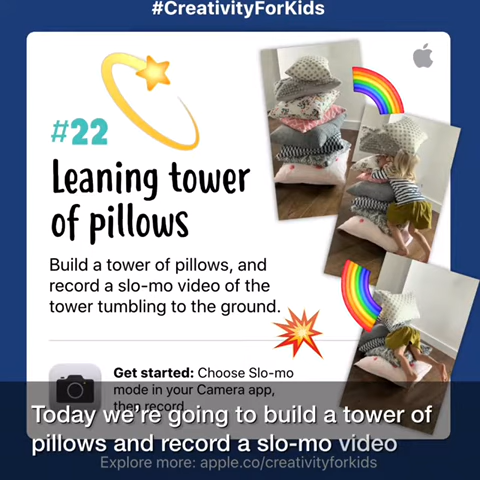 #CreativityForKids
#22
Leaning tower
of pillows
Build a tower of pillows, and
record a slo-mo video of the
tower tumbling to the ground.
Get started: Choose Slo-mo
mode in your Camera app,
then record
Today we're going to build a tower of
pillows and record a slo-mo video
Explore more: apple.co/creativityforkids